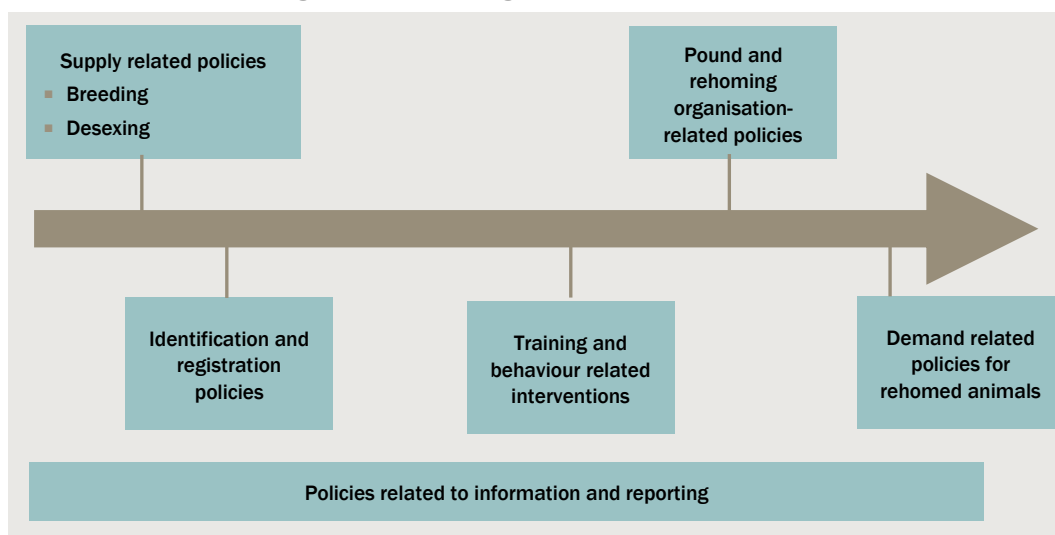 Supply related policies
Breeding
Desexing
Pound and
rehoming
organisation-
related policies
Identification and
registration
policies
Training and
behaviour related
interventions
Demand related
policies for
rehomed animals
Policies related to information and reporting